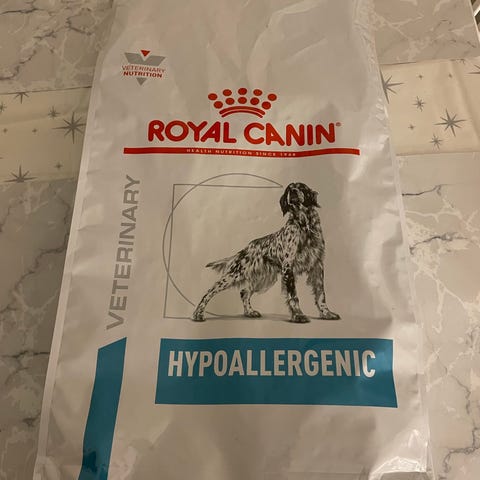 VETERINARY
NUTRITION
ROYAL CANIN®
HEALTH NUTRITION SINCE 1968
VETERINARY
HYPOALLERGENIC